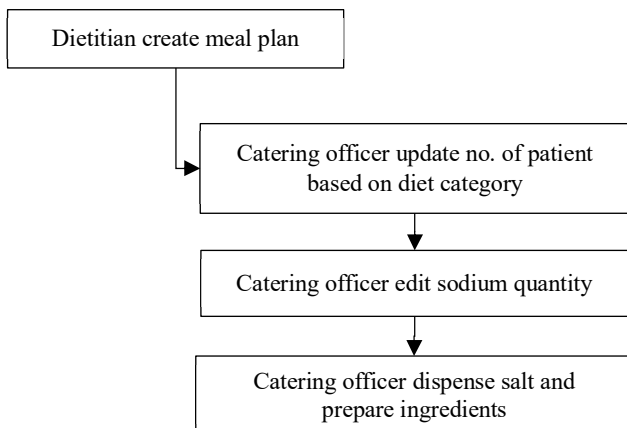 Dietitian create meal plan
Catering officer update no. of patient
based on diet category
Catering officer edit sodium quantity
Catering officer dispense salt and
prepare ingredients